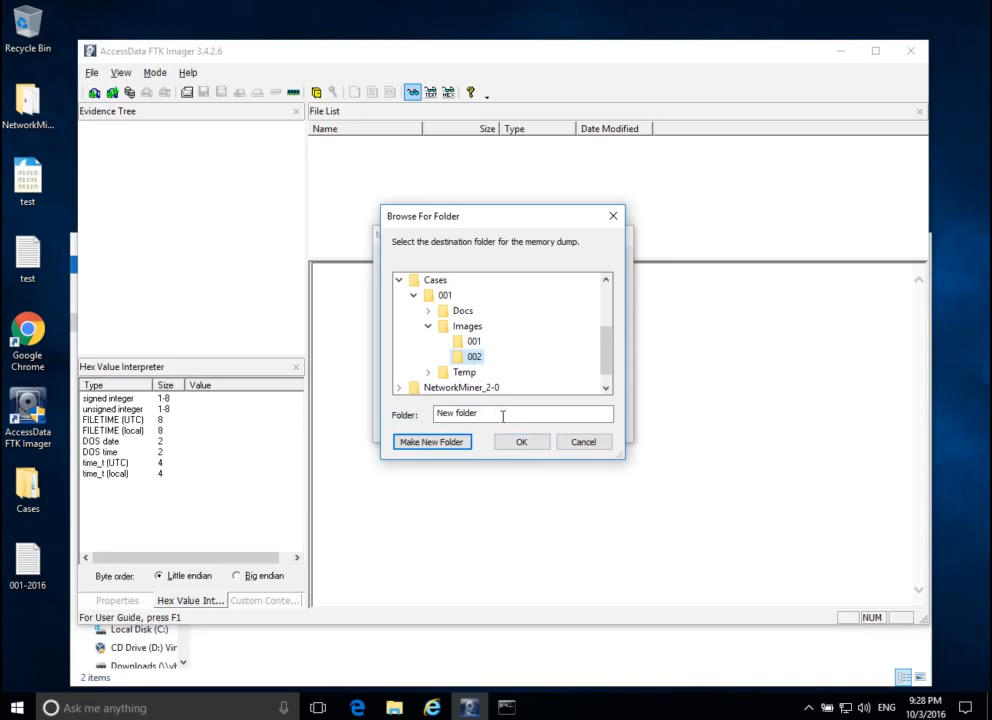 Recycle Bin
NetworkMi...
test
test
Google
Chrome
AccessData
FTK Imager
Cases
001-2016
AccessData FTK Imager 3.4.2.6
File View Mode Help
Evidence Tree
File List
Name Size Type Date Modified
Browse For Folder
Select the destination folder for the memory dump.
Cases
001
Docs
Images
001
002
Temp
NetworkMiner_2-0
Folder: New folder
Make New Folder OK Cancel
Hex Value Interpreter
Type Size Value
signed integer 1-8
unsigned integer 1-8
FILETIME (UTC) 8
FILETIME (local) 8
DOS date 2
DOS time 2
time_t (UTC) 4
time_t (local) 4
Byte order: Little endian Big endian
Properties Hex Value Int... Custom Conte...
For User Guide, press F1
NUM
Local Disk (C:)
CD Drive (D:) Vir
Downloads (\\vb
2 items
Ask me anything
ENG
9:28 PM
10/3/2016